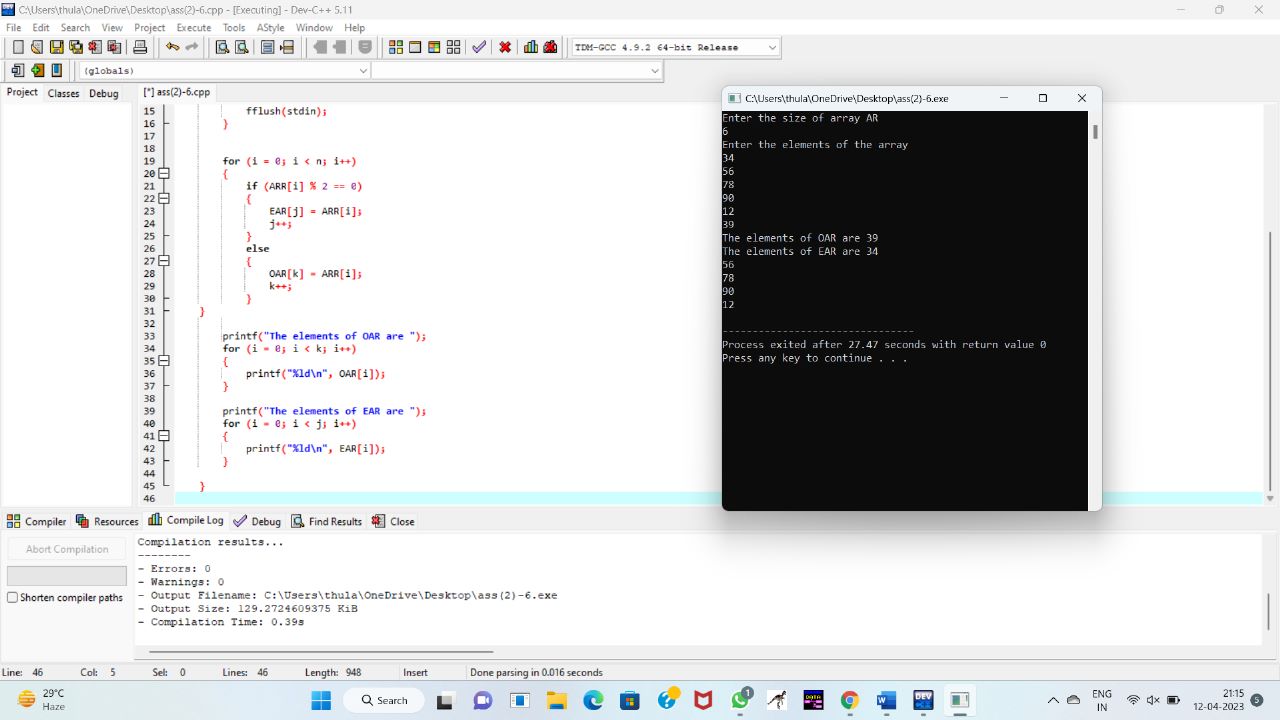 C:\Users\thula\OneDrive\Desktop\ass(2)-6.cpp - [Executing] - Dev-C++ 5.11
File Edit Search View Project Execute Tools AStyle Window Help
TDM-GCC 4.9.2 64-bit Release
(globals)
Project Classes Debug
[*] ass(2)-6.cpp
15 fflush(stdin);
16 }
17
18
19 for (i = 0; i < n; i++)
20 {
21 if (ARR[i] % 2 == 0)
22 {
23 EAR[j] = ARR[i];
24 j++;
25 }
26 else
27 {
28 OAR[k] = ARR[i];
29 k++;
30 }
31 }
32
33 printf("The elements of OAR are ");
34 for (i = 0; i < k; i++)
35 {
36 printf("%ld\n", OAR[i]);
37 }
38
39 printf("The elements of EAR are ");
40 for (i = 0; i < j; i++)
41 {
42 printf("%ld\n", EAR[i]);
43 }
44
45 }
46
C:\Users\thula\OneDrive\Desktop\ass(2)-6.exe
Enter the size of array AR
6
Enter the elements of the array
34
56
78
90
12
39
The elements of OAR are 39
The elements of EAR are 34
56
78
90
12
--------------------------------
Process exited after 27.47 seconds with return value 0
Press any key to continue . . .
Compiler Resources Compile Log Debug Find Results Close
Abort Compilation
Shorten compiler paths
Compilation results...
--------
- Errors: 0
- Warnings: 0
- Output Filename: C:\Users\thula\OneDrive\Desktop\ass(2)-6.exe
- Output Size: 129.2724609375 KiB
- Compilation Time: 0.39s
Line: 46 Col: 5 Sel: 0 Lines: 46 Length: 948 Insert Done parsing in 0.016 seconds
29°C
Haze
Search
1
ENG
IN
21:15
12-04-2023
5